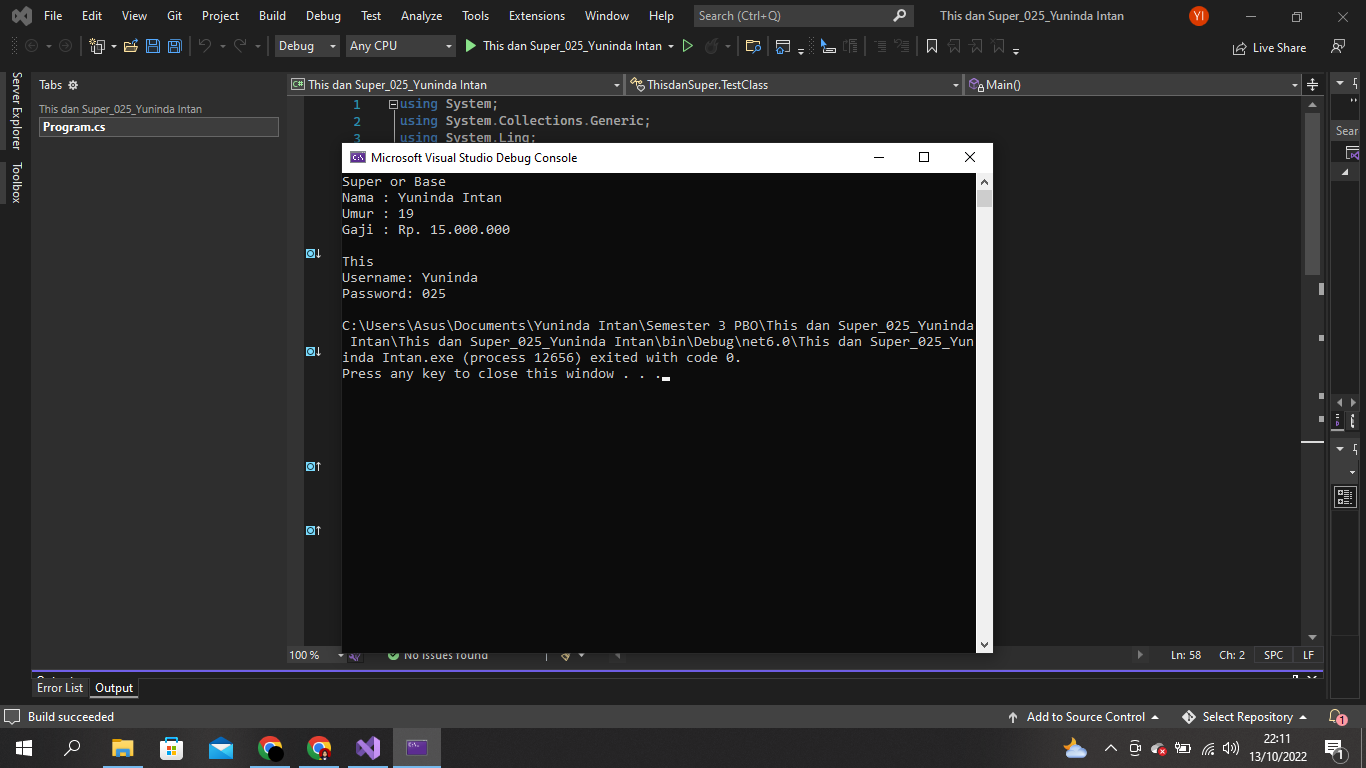 File Edit View Git Project Build Debug Test Analyze Tools Extensions Window Help Search (Ctrl+Q) This dan Super_025_Yuninda Intan YI
Debug Any CPU This dan Super_025_Yuninda Intan Live Share
Server Explorer
Toolbox
Tabs
This dan Super_025_Yuninda Intan
Program.cs
C# This dan Super_025_Yuninda Intan ThisdanSuper.TestClass Main()
1 using System;
2 using System.Collections.Generic;
3 using System.Linq;
Microsoft Visual Studio Debug Console
Super or Base
Nama : Yuninda Intan
Umur : 19
Gaji : Rp. 15.000.000
This
Username: Yuninda
Password: 025
C:\Users\Asus\Documents\Yuninda Intan\Semester 3 PBO\This dan Super_025_Yuninda
Intan\This dan Super_025_Yuninda Intan\bin\Debug\net6.0\This dan Super_025_Yun
inda Intan.exe (process 12656) exited with code 0.
Press any key to close this window . . .
Sear
100 % No issues found Ln: 58 Ch: 2 SPC LF
Output
Error List Output
Build succeeded Add to Source Control Select Repository 1
22:11
13/10/2022
1